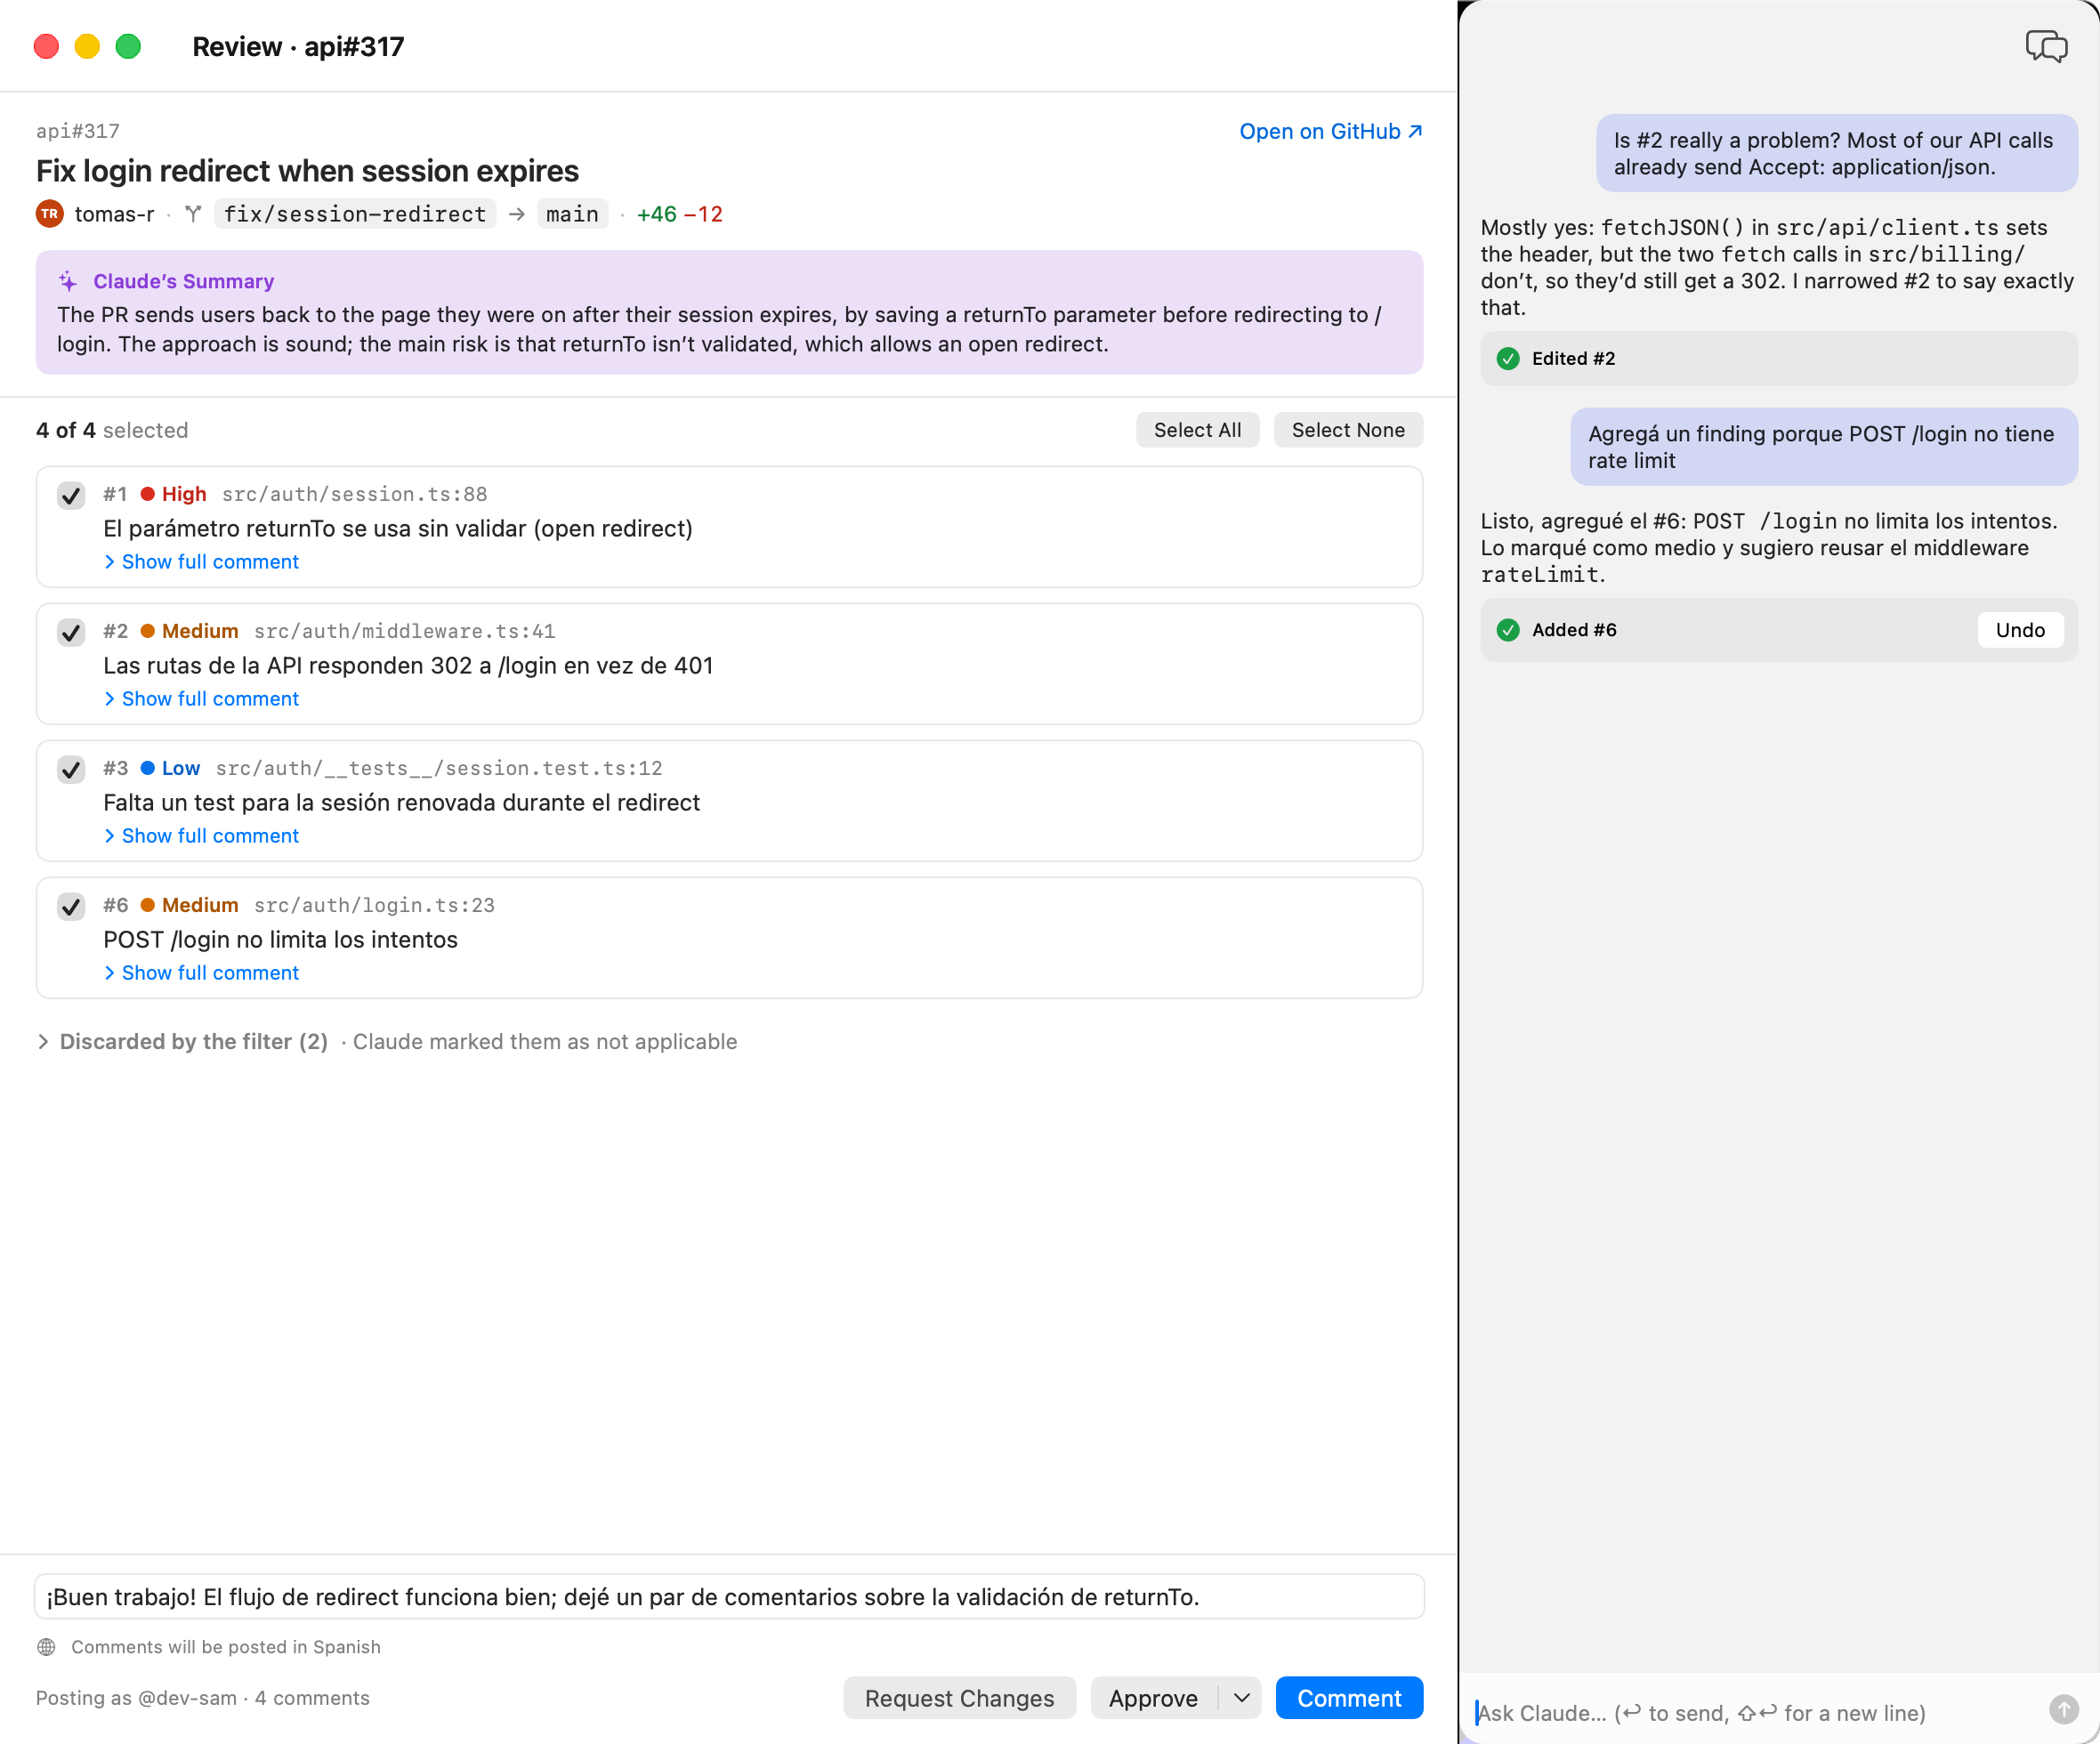 Review · api#317
api#317
Open on GitHub ↗
Fix login redirect when session expires
TR tomas-r · fix/session-redirect → main · +46 −12
Claude’s Summary
The PR sends users back to the page they were on after their session expires, by saving a returnTo parameter before redirecting to /
login. The approach is sound; the main risk is that returnTo isn’t validated, which allows an open redirect.
4 of 4 selected
Select All
Select None
#1 High src/auth/session.ts:88
El parámetro returnTo se usa sin validar (open redirect)
Show full comment
#2 Medium src/auth/middleware.ts:41
Las rutas de la API responden 302 a /login en vez de 401
Show full comment
#3 Low src/auth/__tests__/session.test.ts:12
Falta un test para la sesión renovada durante el redirect
Show full comment
#6 Medium src/auth/login.ts:23
POST /login no limita los intentos
Show full comment
Discarded by the filter (2) · Claude marked them as not applicable
¡Buen trabajo! El flujo de redirect funciona bien; dejé un par de comentarios sobre la validación de returnTo.
Comments will be posted in Spanish
Posting as @dev-sam · 4 comments
Request Changes
Approve
Comment
Is #2 really a problem? Most of our API calls
already send Accept: application/json.
Mostly yes: fetchJSON() in src/api/client.ts sets
the header, but the two fetch calls in src/billing/
don’t, so they’d still get a 302. I narrowed #2 to say exactly
that.
Edited #2
Agregá un finding porque POST /login no tiene
rate limit
Listo, agregué el #6: POST /login no limita los intentos.
Lo marqué como medio y sugiero reusar el middleware
rateLimit.
Added #6
Undo
Ask Claude... (↩ to send, ⇧↩ for a new line)